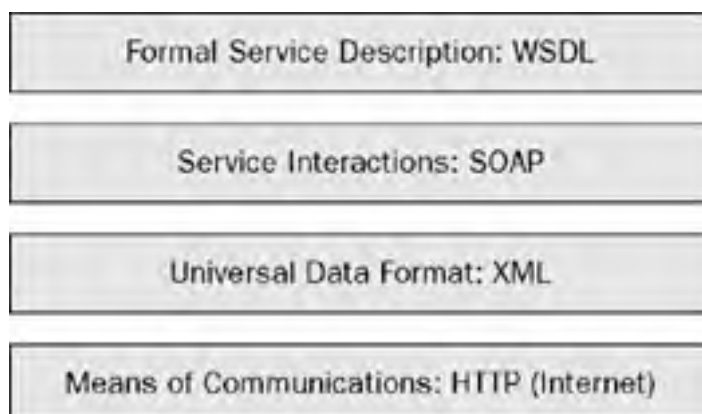 Formal Service Description: WSDL
Service Interactions: SOAP
Universal Data Format: XML
Means of Communications: HTTP (Internet)